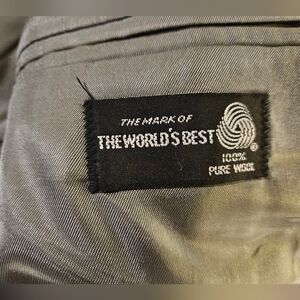 THE MARK OF
THE WORLD'S BEST
100%
®
PURE WOOL